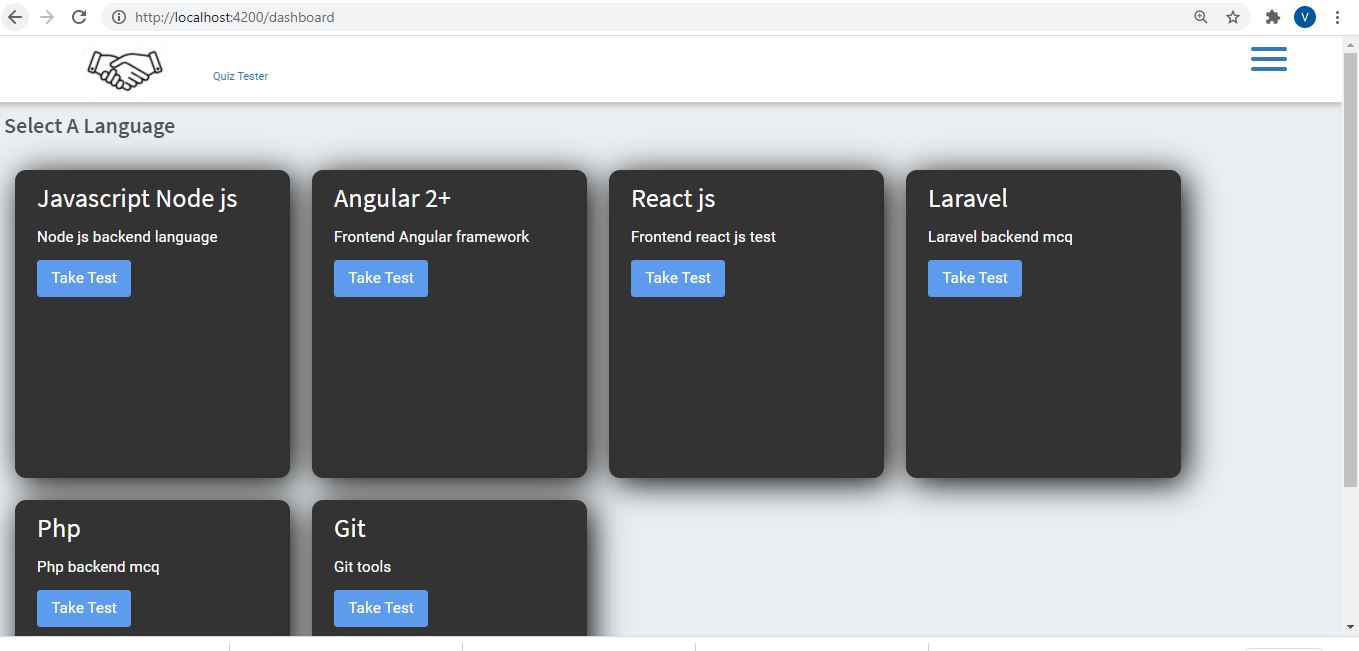 http://localhost:4200/dashboard
V
Quiz Tester
Select A Language
Javascript Node js
Node js backend language
Take Test
Angular 2+
Frontend Angular framework
Take Test
React js
Frontend react js test
Take Test
Laravel
Laravel backend mcq
Take Test
Php
Php backend mcq
Take Test
Git
Git tools
Take Test